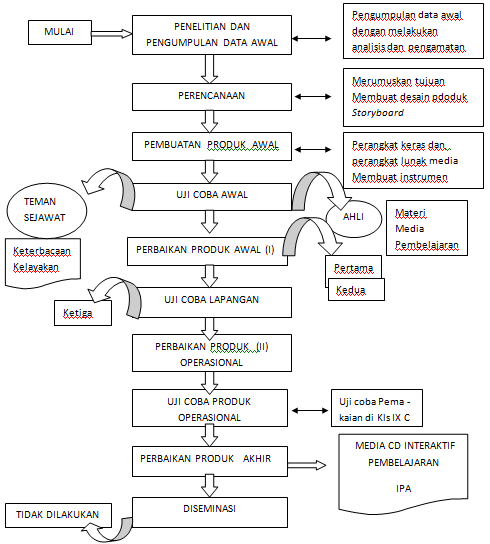 MULAI
PENELITIAN DAN
PENGUMPULAN DATA AWAL
Pengumpulan data awal
dengan melakukan
analisis dan pengamatan.
PERENCANAAN
Merumuskan tujuan
Membuat desain pdoduk
Storyboard
PEMBUATAN PRODUK AWAL
Perangkat keras dan
perangkat lunak media
Membuat instrumen
UJI COBA AWAL
TEMAN
SEJAWAT
AHLI
Materi
Media
Pembelajaran
Keterbacaan
Kelayakan
PERBAIKAN PRODUK AWAL (I)
Pertama
Kedua
UJI COBA LAPANGAN
Ketiga
PERBAIKAN PRODUK (II)
OPERASIONAL
UJI COBA PRODUK
OPERASIONAL
Uji coba Pema -
kaian di Kls IX C
PERBAIKAN PRODUK AKHIR
MEDIA CD INTERAKTIF
PEMBELAJARAN
IPA
DISEMINASI
TIDAK DILAKUKAN